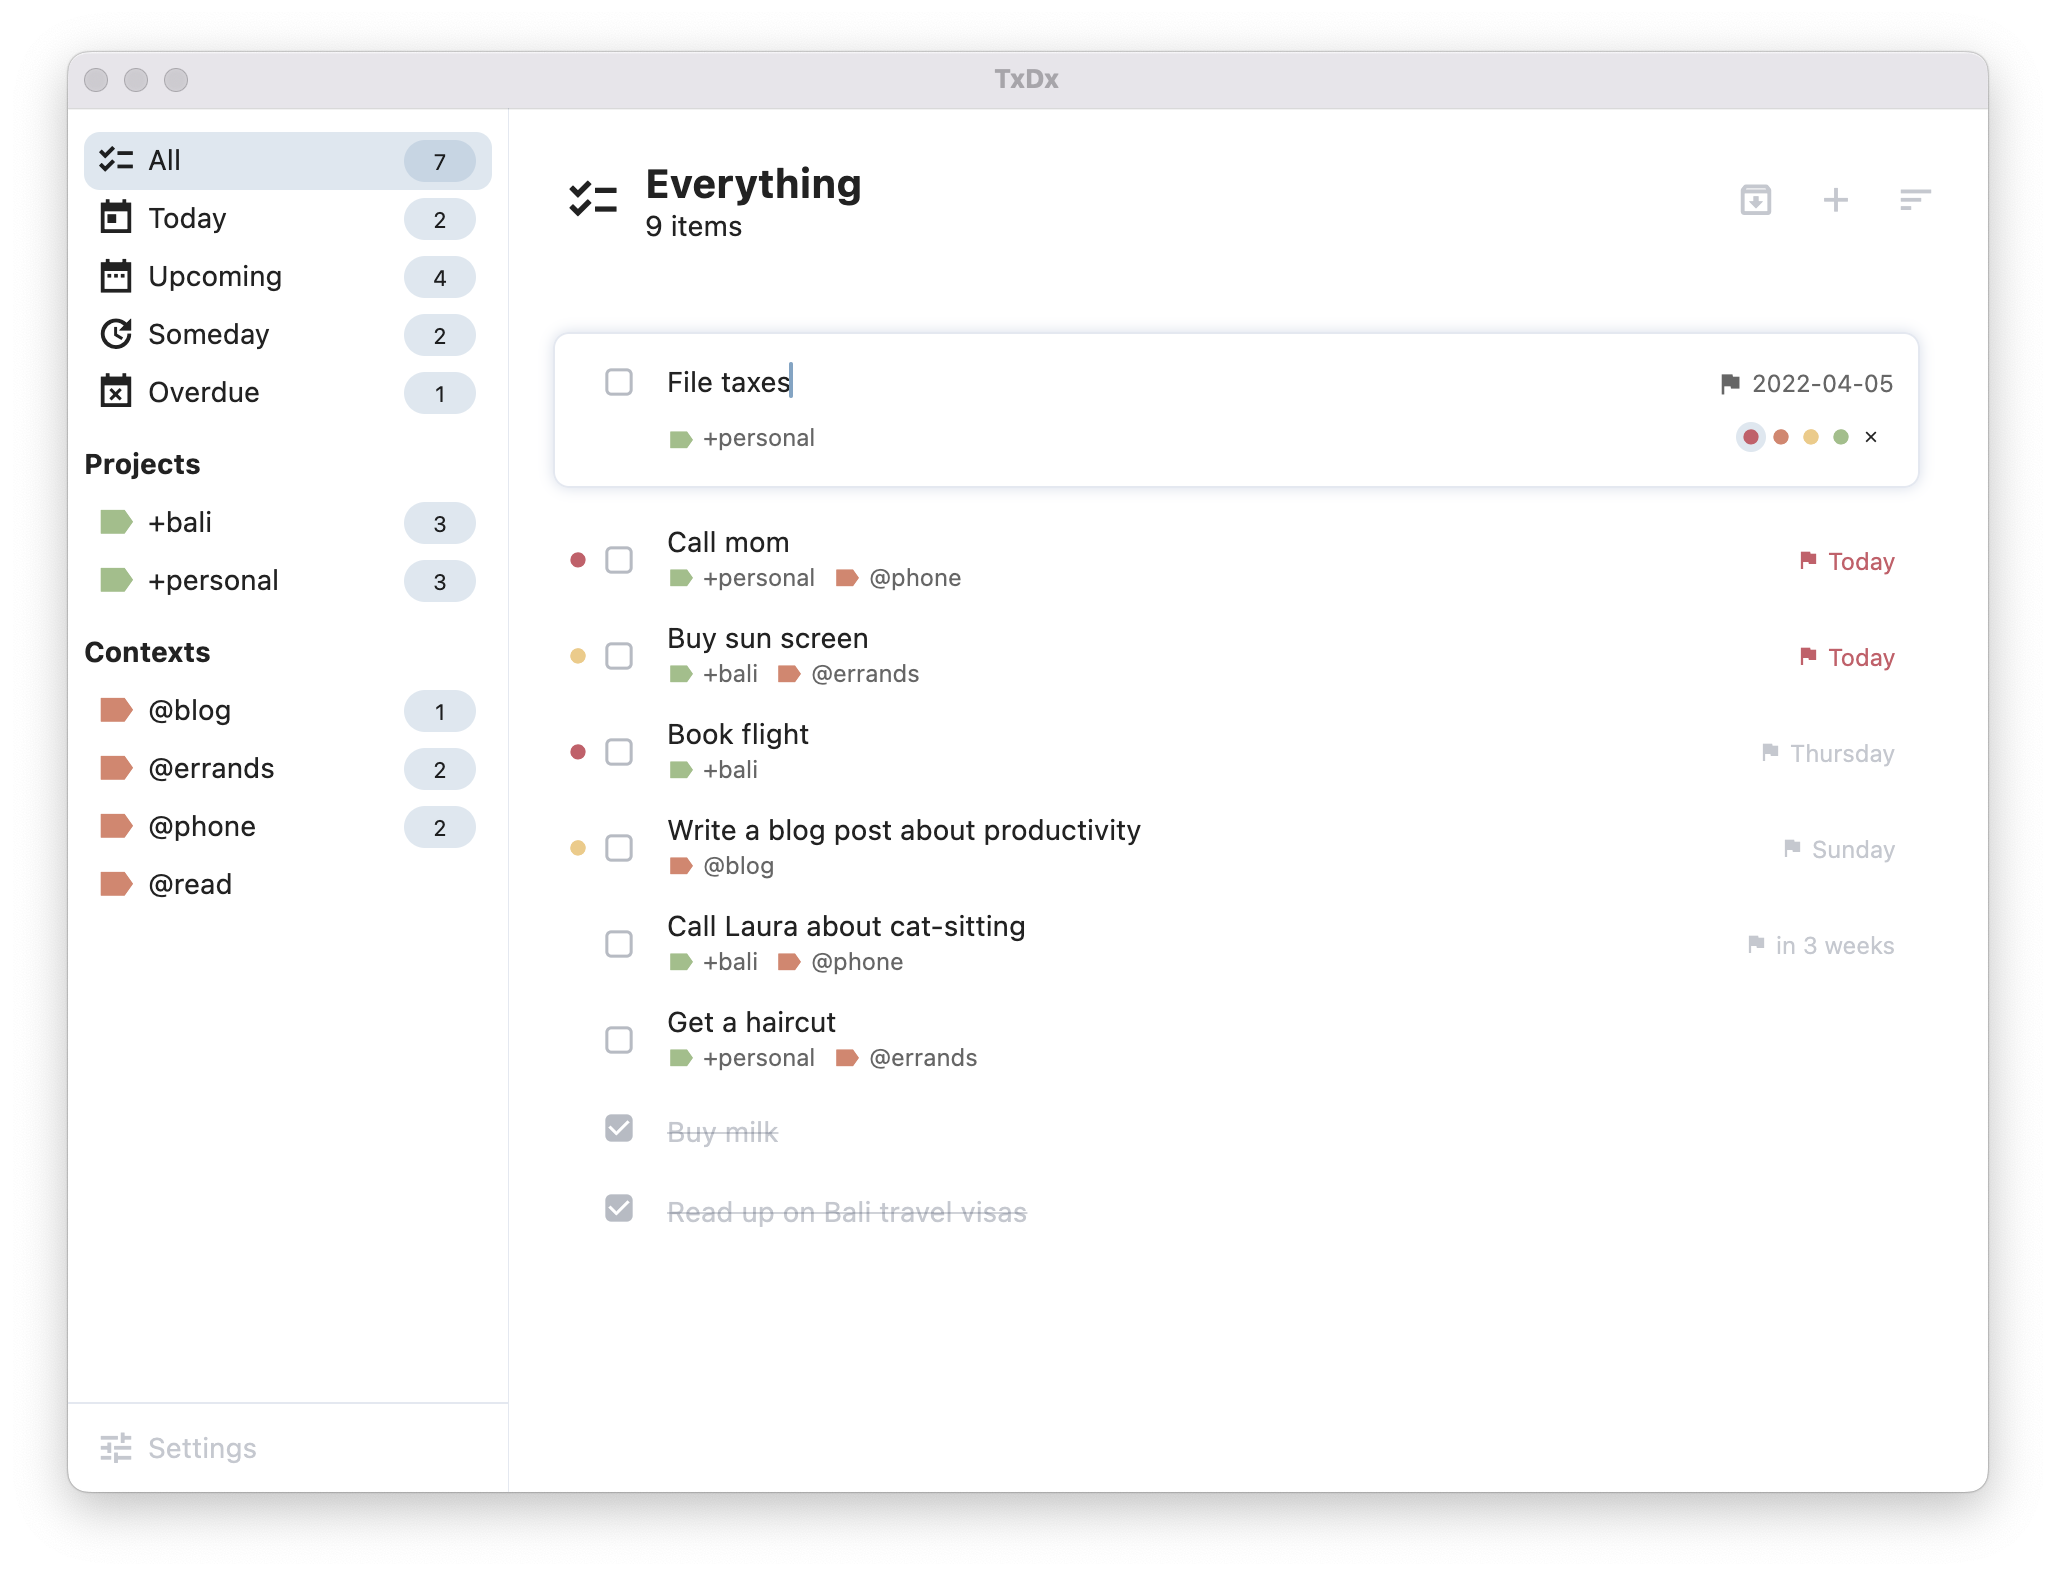 TxDx
All 7
Today 2
Upcoming 4
Someday 2
Overdue 1
Projects
+bali 3
+personal 3
Contexts
@blog 1
@errands 2
@phone 2
@read
Settings
Everything
9 items
File taxes 2022-04-05
+personal
Call mom
+personal @phone Today
Buy sun screen
+bali @errands Today
Book flight
+bali Thursday
Write a blog post about productivity
@blog Sunday
Call Laura about cat-sitting
+bali @phone in 3 weeks
Get a haircut
+personal @errands
Buy milk
Read up on Bali travel visas